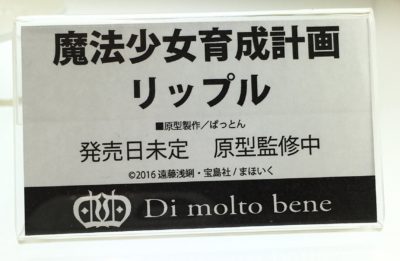 魔法少女育成計画
リップル
■原型製作／ぱっとん
発売日未定　原型監修中
©2016 遠藤浅蜊・宝島社 / まほいく
Di molto bene